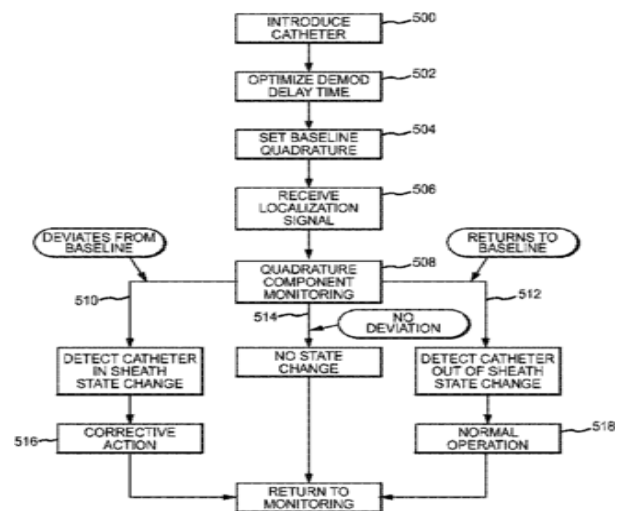 INTRODUCE
CATHETER
500
OPTIMIZE DEMOD
DELAY TIME
502
SET BASELINE
QUADRATURE
504
RECEIVE
LOCALIZATION
SIGNAL
506
DEVIATES FROM
BASELINE
RETURNS TO
BASELINE
QUADRATURE
COMPONENT
MONITORING
508
510
514
512
NO
DEVIATION
DETECT CATHETER
IN SHEATH
STATE CHANGE
NO STATE
CHANGE
DETECT CATHETER
OUT OF SHEATH
STATE CHANGE
516
CORRECTIVE
ACTION
NORMAL
OPERATION
518
RETURN TO
MONITORING